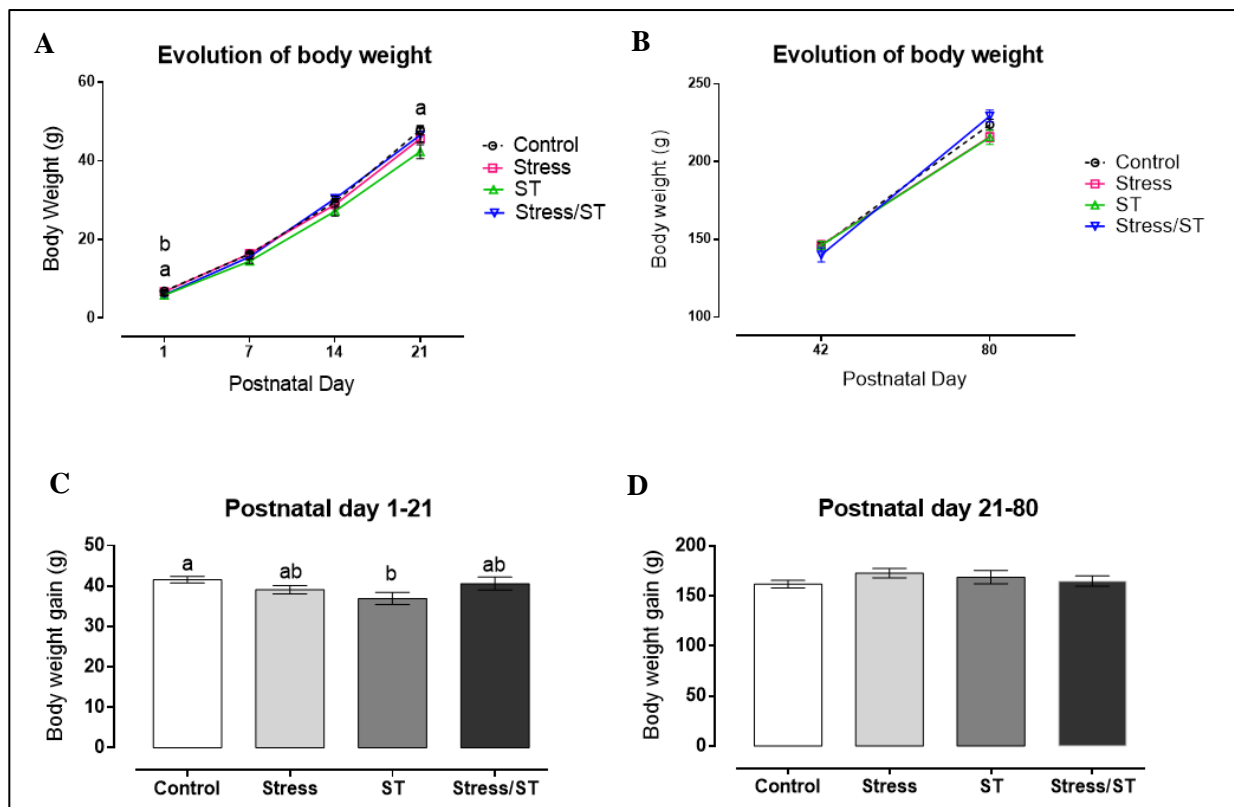 A
Evolution of body weight
60
40
20
0
Body Weight (g)
b
a
a
1 7 14 21
Postnatal Day
Control
Stress
ST
Stress/ST
B
Evolution of body weight
250
200
150
100
Body weight (g)
42 80
Postnatal Day
Control
Stress
ST
Stress/ST
C
Postnatal day 1-21
50
40
30
20
10
0
Body weight gain (g)
a ab b ab
Control Stress ST Stress/ST
D
Postnatal day 21-80
200
150
100
50
0
Body weight gain (g)
Control Stress ST Stress/ST